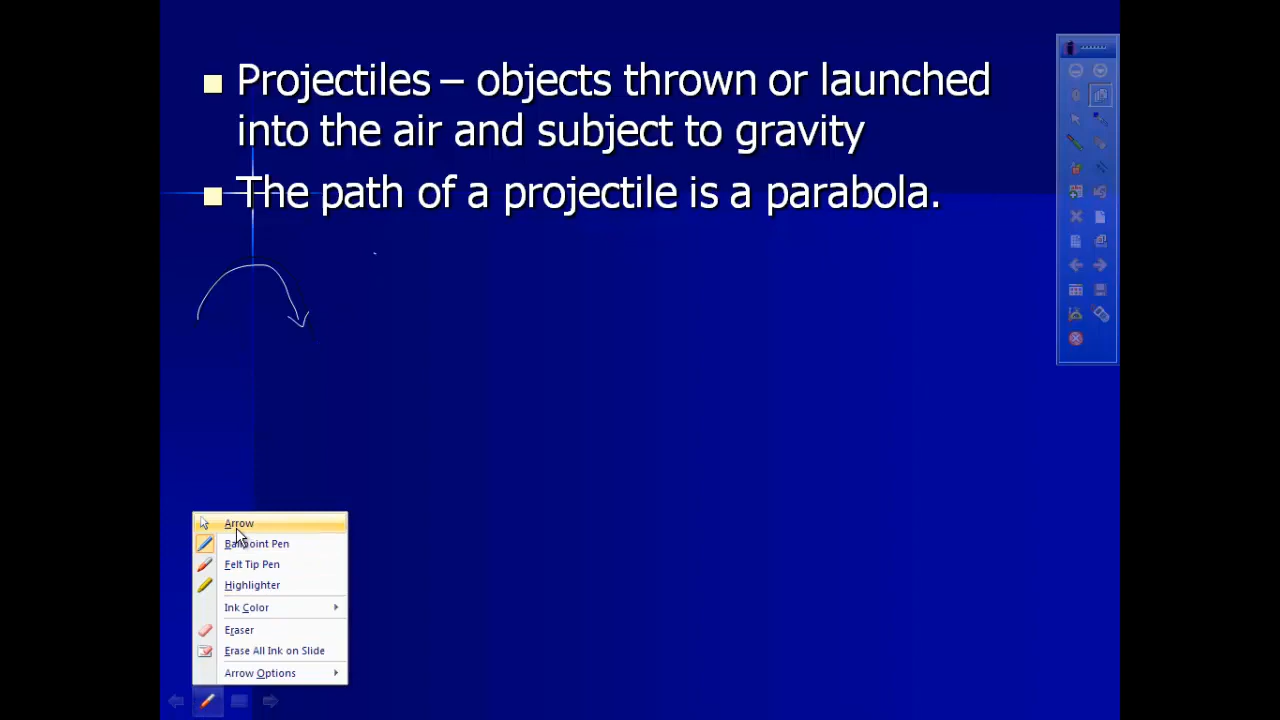 Projectiles – objects thrown or launched
into the air and subject to gravity
The path of a projectile is a parabola.
Arrow
Ballpoint Pen
Felt Tip Pen
Highlighter
Ink Color
Eraser
Erase All Ink on Slide
Arrow Options